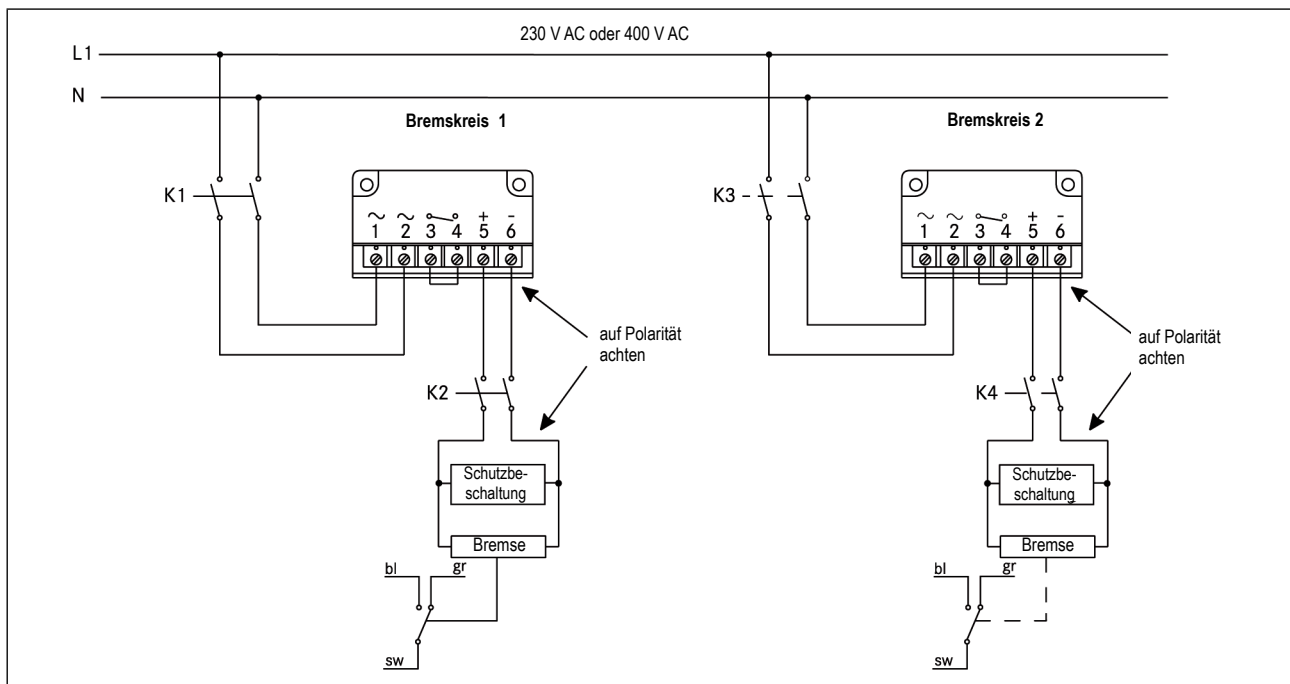 230 V AC oder 400 V AC
L1
N
Bremskreis 1
Bremskreis 2
K1
K3
+ -
1 2 3 4 5 6
+ -
1 2 3 4 5 6
auf Polarität
achten
auf Polarität
achten
K2
K4
Schutzbe-
schaltung
Schutzbe-
schaltung
Bremse
Bremse
bl
gr
bl
gr
sw
sw